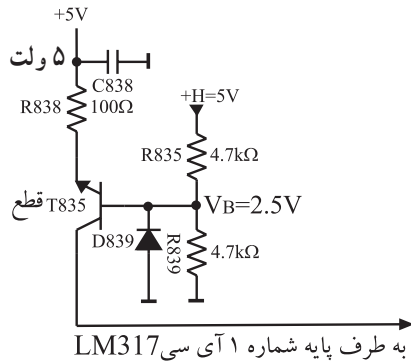 +5V
۵ ولت
C838
R838 100Ω
+H=5V
R835 4.7kΩ
قطع T835
VB=2.5V
D839 R839 4.7kΩ
به طرف پایه شماره ۱ آی سی LM317